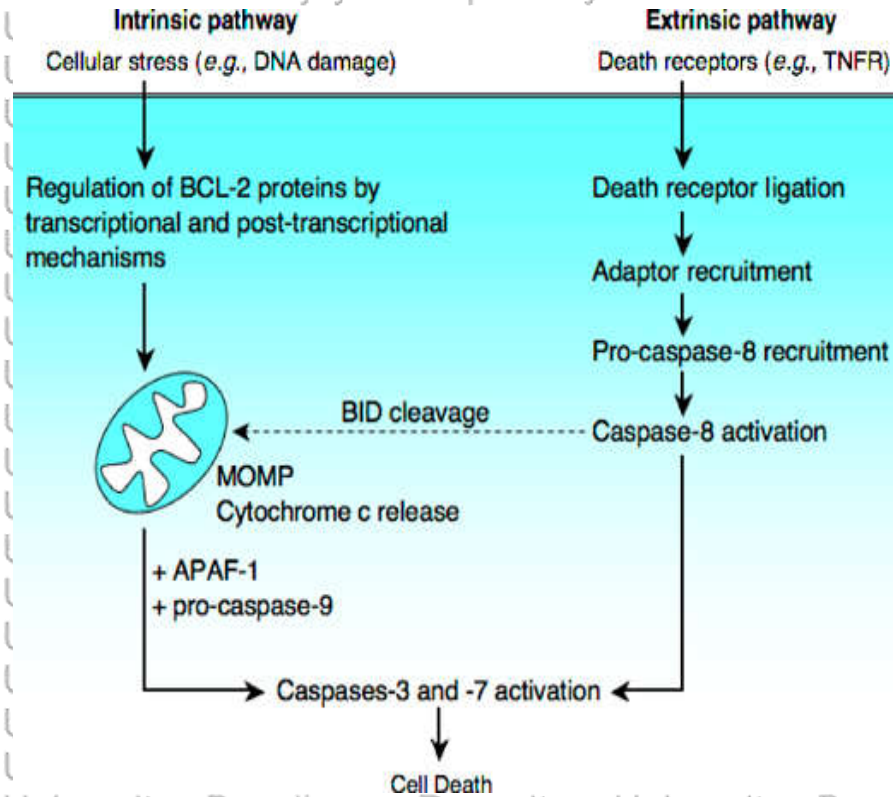 Intrinsic pathway
Cellular stress (e.g., DNA damage)
Extrinsic pathway
Death receptors (e.g., TNFR)
Regulation of BCL-2 proteins by
transcriptional and post-transcriptional
mechanisms
Death receptor ligation
Adaptor recruitment
Pro-caspase-8 recruitment
BID cleavage
Caspase-8 activation
MOMP
Cytochrome c release
+ APAF-1
+ pro-caspase-9
Caspases-3 and -7 activation
Cell Death